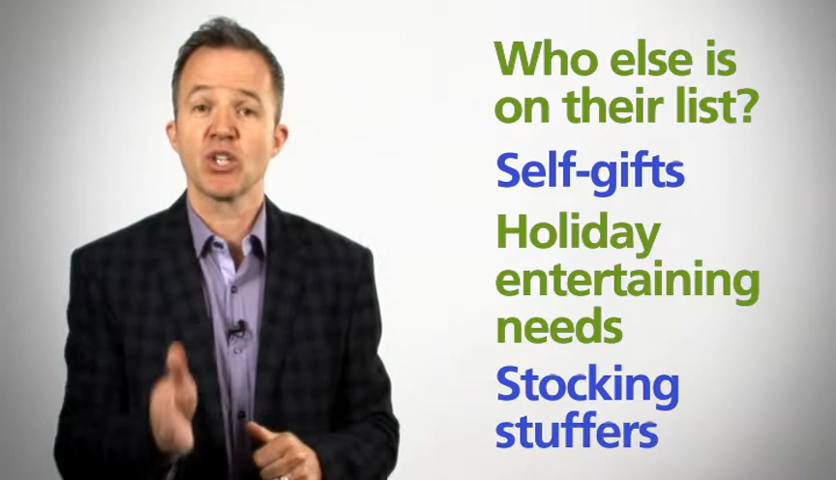 Who else is
on their list?
Self-gifts
Holiday
entertaining
needs
Stocking
stuffers